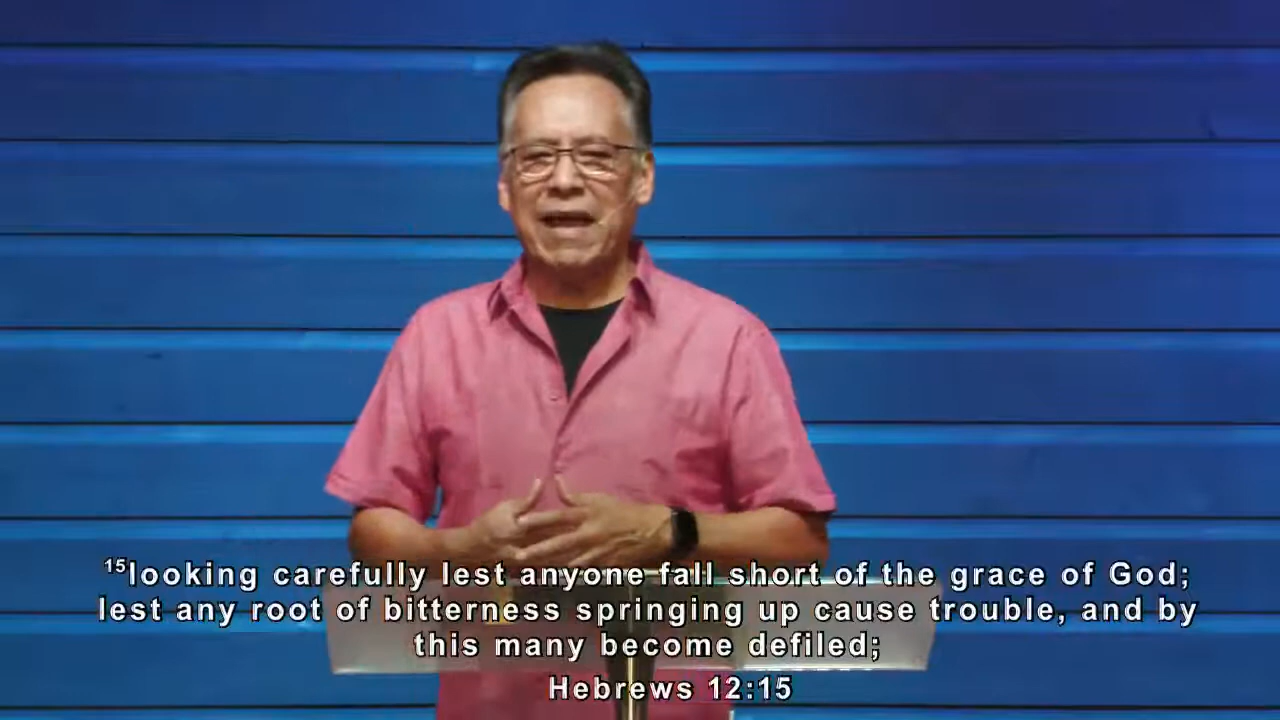 ¹⁵looking carefully lest anyone fall short of the grace of God;
lest any root of bitterness springing up cause trouble, and by
this many become defiled;
Hebrews 12:15